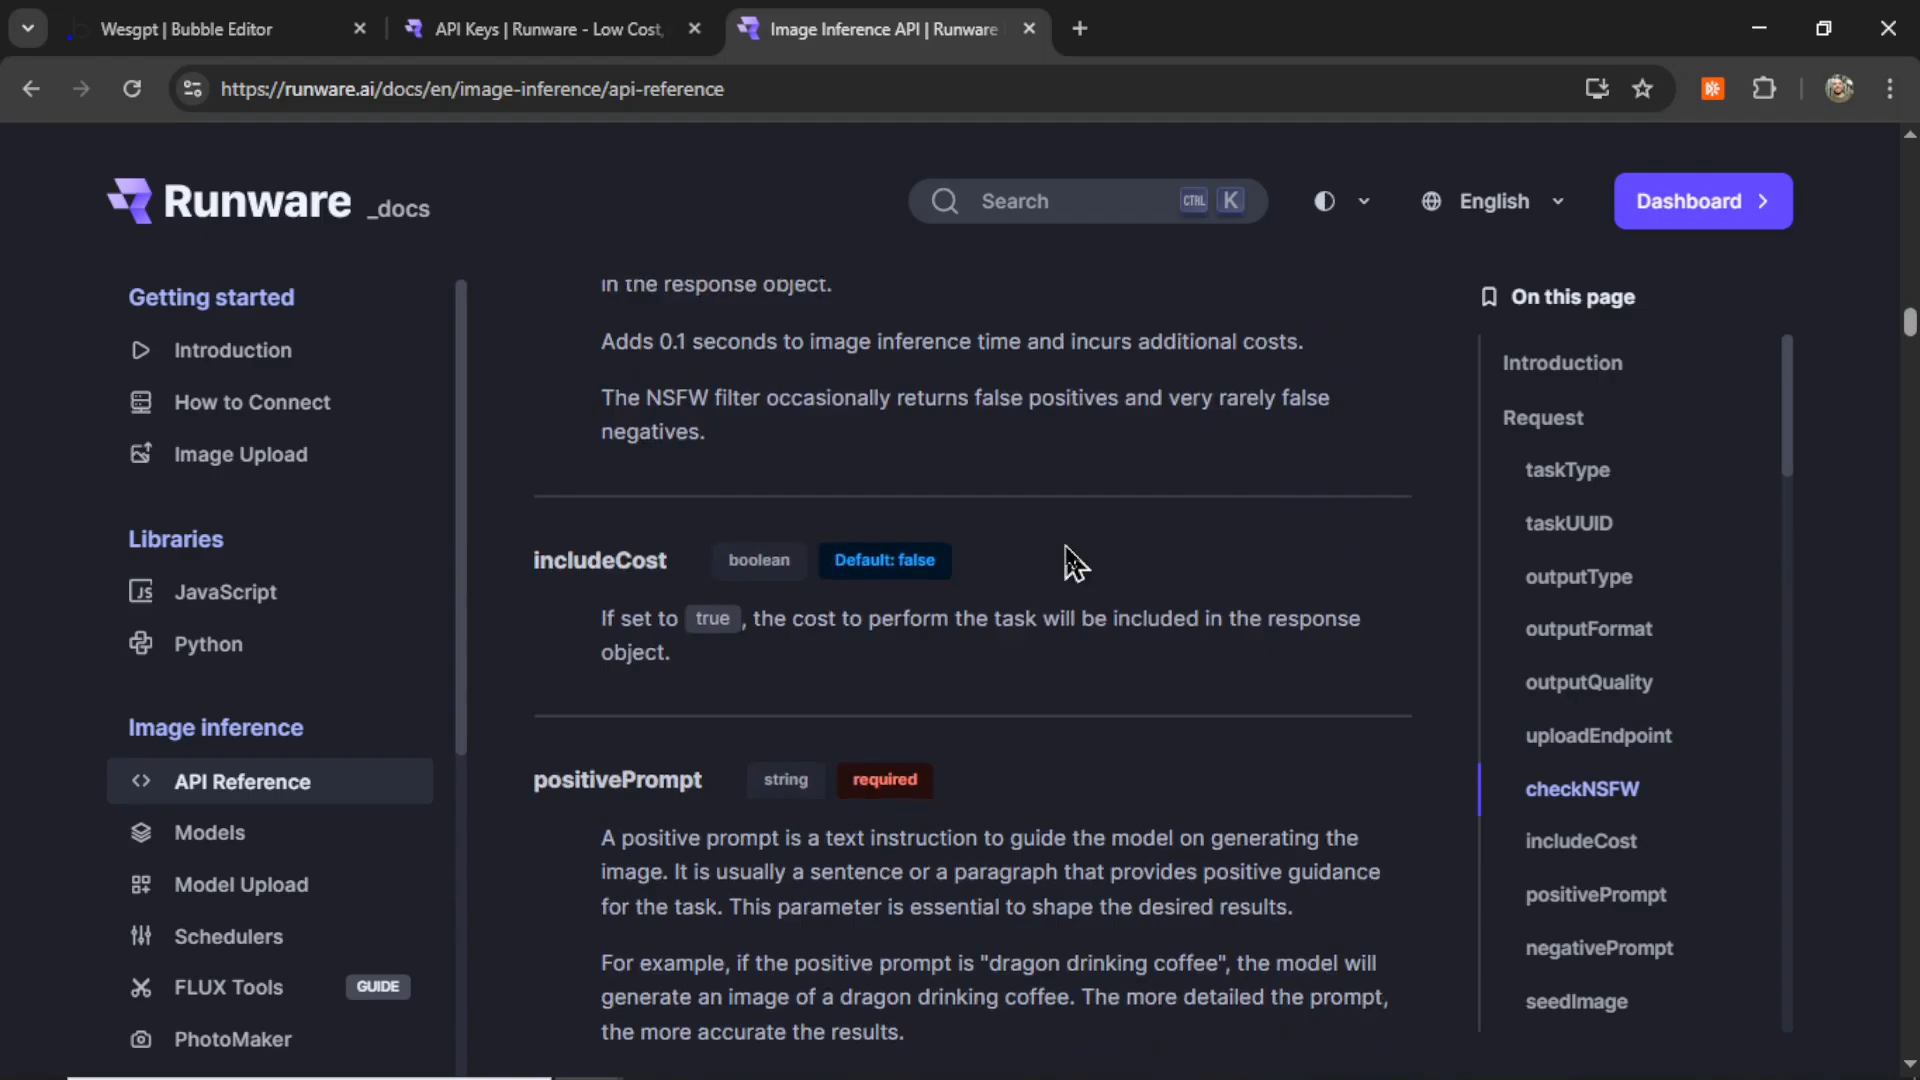 Wesgpt | Bubble Editor
API Keys | Runware - Low Cost,
Image Inference API | Runware
https://runware.ai/docs/en/image-inference/api-reference
Runware _docs
Search
CTRL K
English
Dashboard
Getting started
Introduction
How to Connect
Image Upload
Libraries
JavaScript
Python
Image inference
API Reference
Models
Model Upload
Schedulers
FLUX Tools GUIDE
PhotoMaker
in the response object.
Adds 0.1 seconds to image inference time and incurs additional costs.
The NSFW filter occasionally returns false positives and very rarely false
negatives.
includeCost boolean Default: false
If set to true , the cost to perform the task will be included in the response
object.
positivePrompt string required
A positive prompt is a text instruction to guide the model on generating the
image. It is usually a sentence or a paragraph that provides positive guidance
for the task. This parameter is essential to shape the desired results.
For example, if the positive prompt is "dragon drinking coffee", the model will
generate an image of a dragon drinking coffee. The more detailed the prompt,
the more accurate the results.
On this page
Introduction
Request
taskType
taskUUID
outputType
outputFormat
outputQuality
uploadEndpoint
checkNSFW
includeCost
positivePrompt
negativePrompt
seedImage